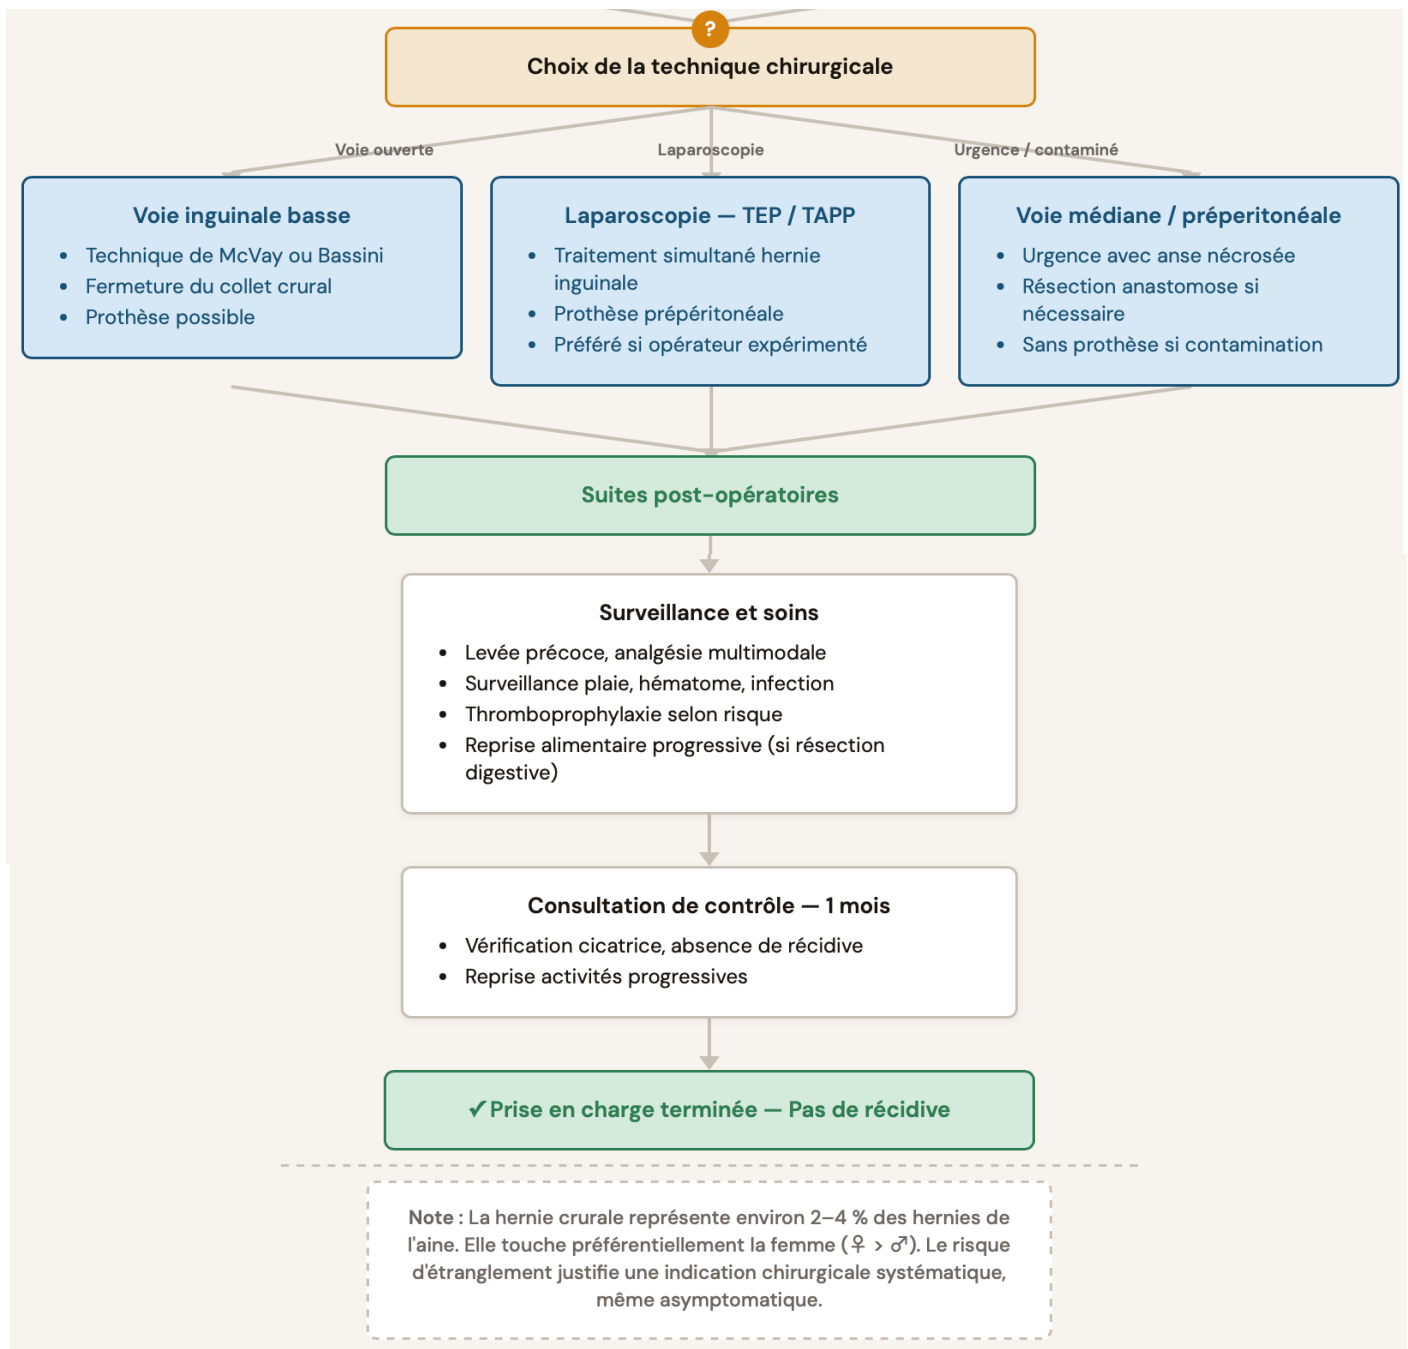 ?
Choix de la technique chirurgicale
Voie ouverte
Laparoscopie
Urgence / contaminé
Voie inguinale basse
• Technique de McVay ou Bassini
• Fermeture du collet crural
• Prothèse possible
Laparoscopie — TEP / TAPP
• Traitement simultané hernie
inguinale
• Prothèse prépéritonéale
• Préféré si opérateur expérimenté
Voie médiane / préperitonéale
• Urgence avec anse nécrosée
• Résection anastomose si
nécessaire
• Sans prothèse si contamination
Suites post-opératoires
Surveillance et soins
• Levée précoce, analgésie multimodale
• Surveillance plaie, hématome, infection
• Thromboprophylaxie selon risque
• Reprise alimentaire progressive (si résection
digestive)
Consultation de contrôle — 1 mois
• Vérification cicatrice, absence de récidive
• Reprise activités progressives
✓ Prise en charge terminée — Pas de récidive
Note : La hernie crurale représente environ 2–4 % des hernies de
l'aine. Elle touche préférentiellement la femme (♀ > ♂). Le risque
d'étranglement justifie une indication chirurgicale systématique,
même asymptomatique.